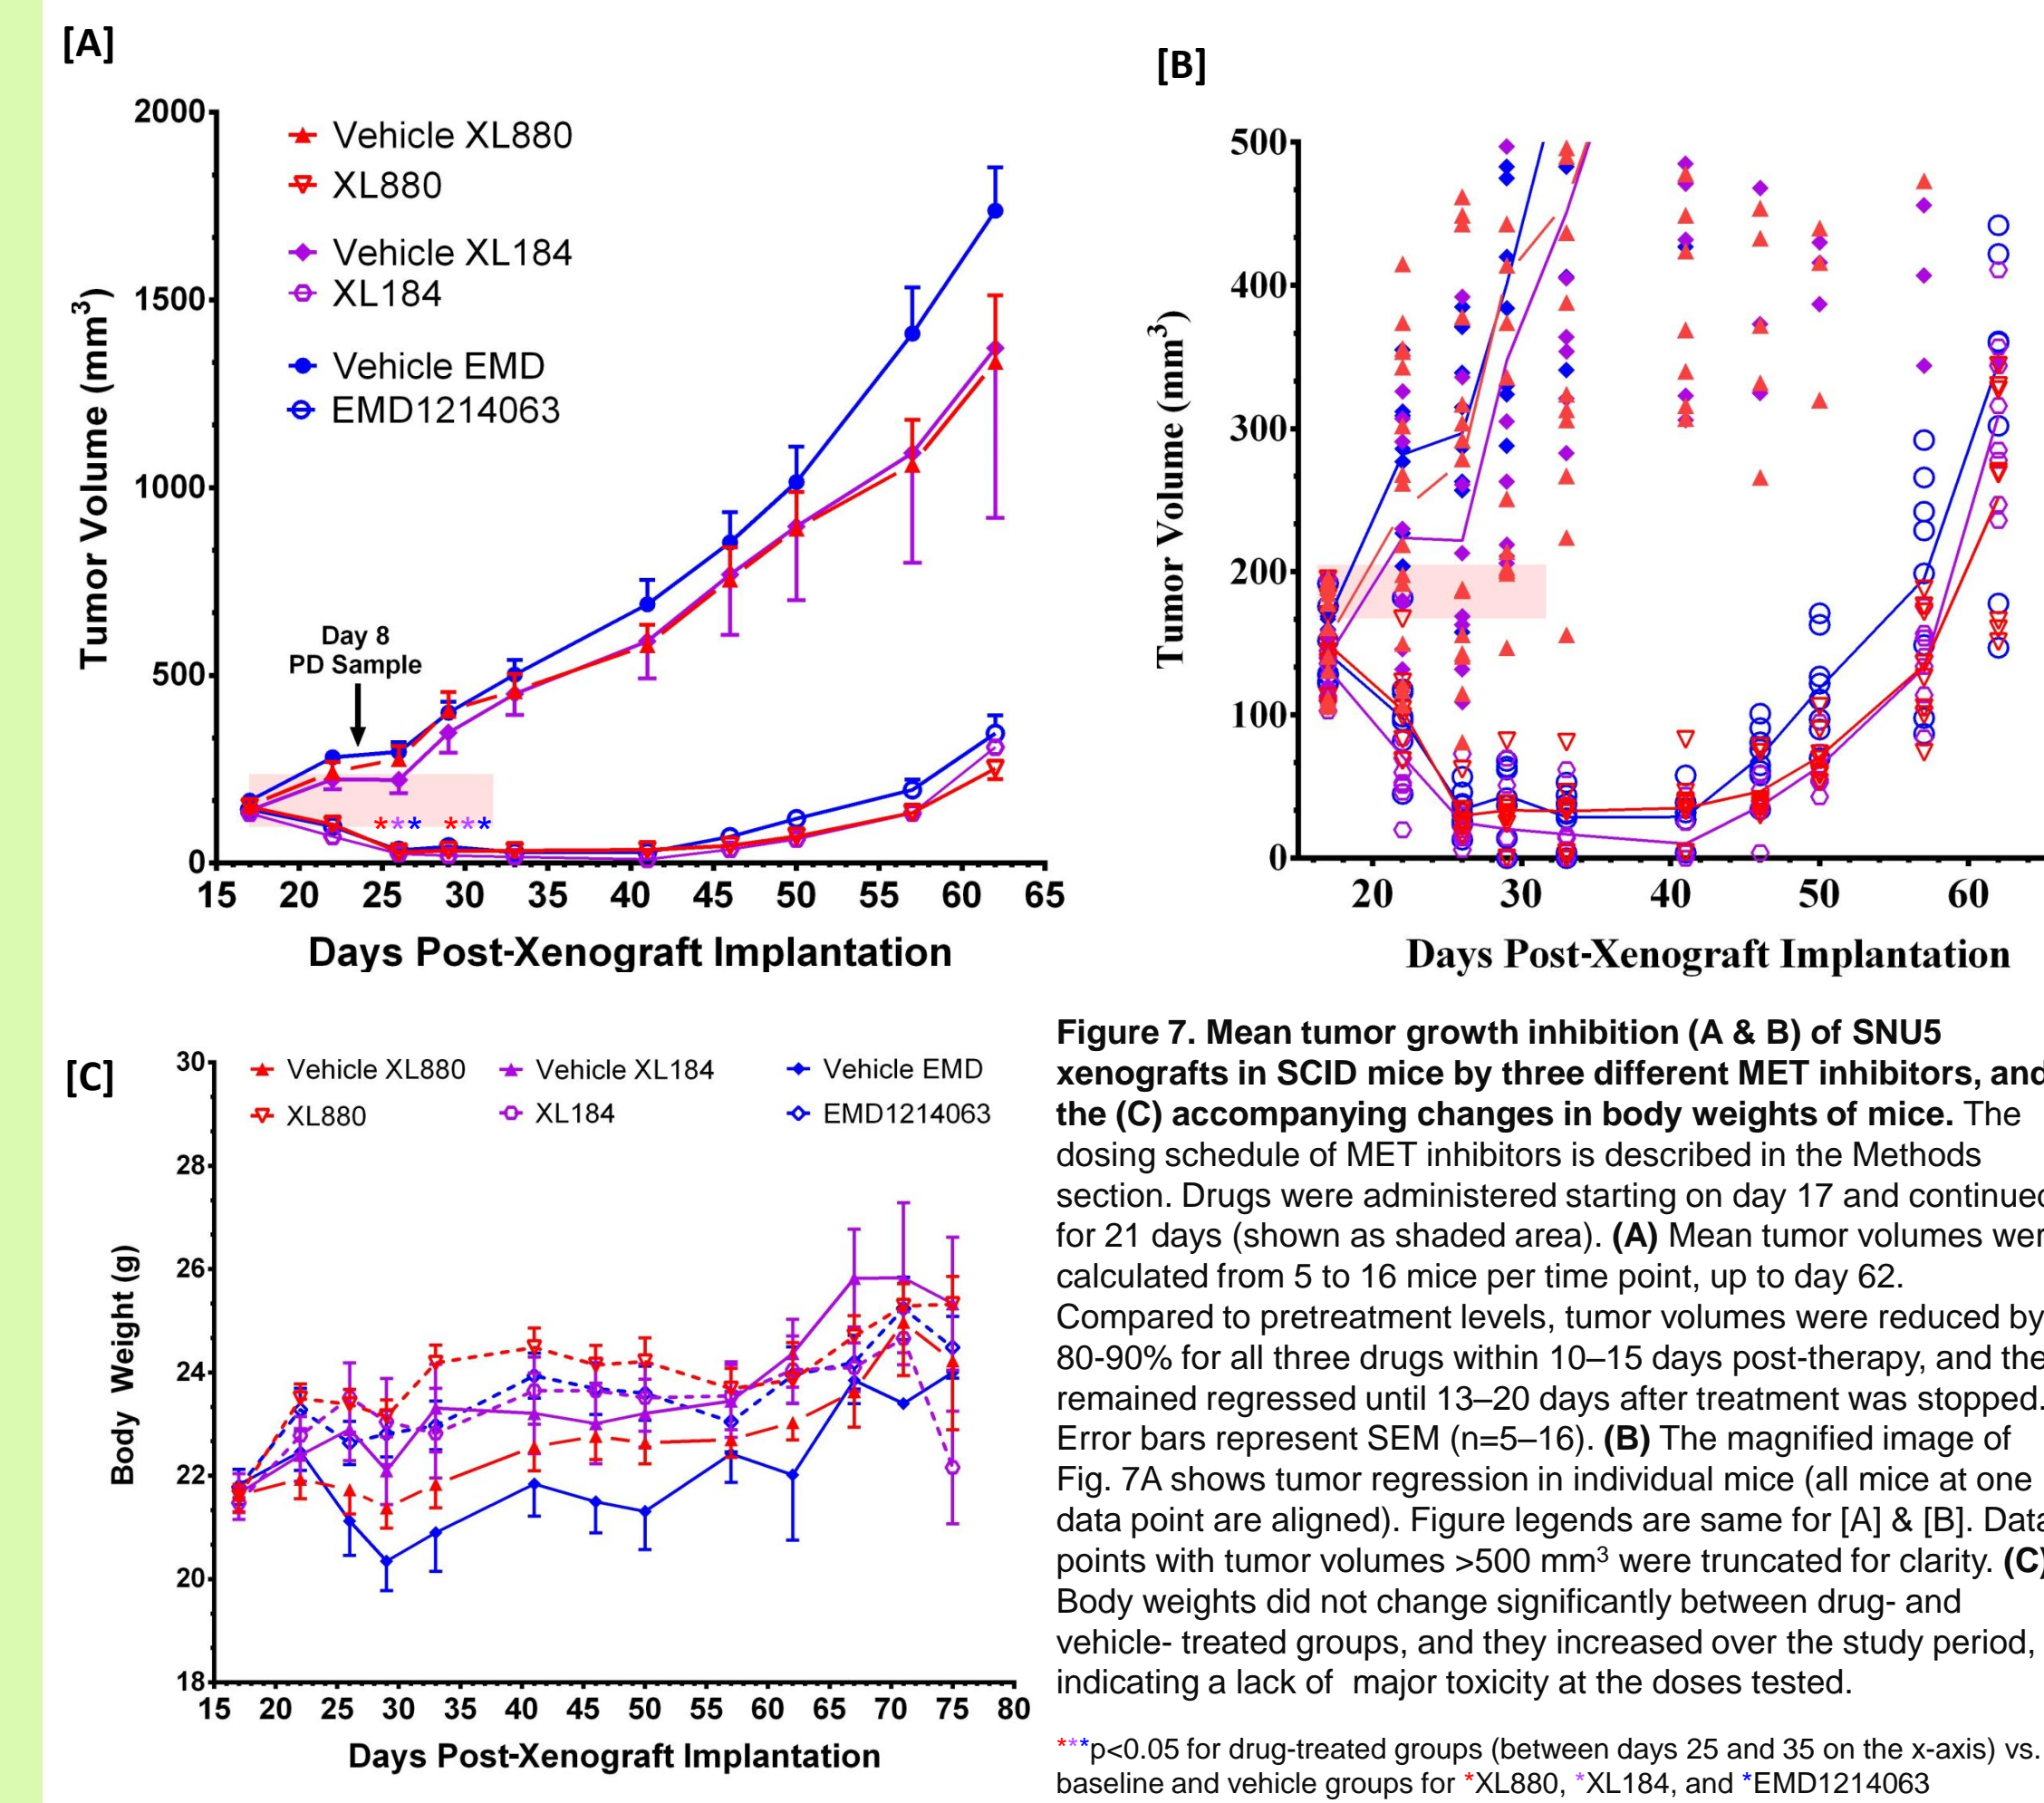 [A]
2000
1500
1000
500
0
Tumor Volume (mm³)
Vehicle XL880
XL880
Vehicle XL184
XL184
Vehicle EMD
EMD1214063
Day 8
PD Sample
*** ***
15 20 25 30 35 40 45 50 55 60 65
Days Post-Xenograft Implantation
[B]
500
400
300
200
100
0
Tumor Volume (mm³)
20 30 40 50 60
Days Post-Xenograft Implantation
[C]
30
28
26
24
22
20
18
Body Weight (g)
Vehicle XL880 Vehicle XL184 Vehicle EMD
XL880 XL184 EMD1214063
15 20 25 30 35 40 45 50 55 60 65 70 75 80
Days Post-Xenograft Implantation
Figure 7. Mean tumor growth inhibition (A & B) of SNU5
xenografts in SCID mice by three different MET inhibitors, and
the (C) accompanying changes in body weights of mice. The
dosing schedule of MET inhibitors is described in the Methods
section. Drugs were administered starting on day 17 and continued
for 21 days (shown as shaded area). (A) Mean tumor volumes wer
calculated from 5 to 16 mice per time point, up to day 62.
Compared to pretreatment levels, tumor volumes were reduced by
80-90% for all three drugs within 10–15 days post-therapy, and the
remained regressed until 13–20 days after treatment was stopped.
Error bars represent SEM (n=5–16). (B) The magnified image of
Fig. 7A shows tumor regression in individual mice (all mice at one
data point are aligned). Figure legends are same for [A] & [B]. Data
points with tumor volumes >500 mm³ were truncated for clarity. (C)
Body weights did not change significantly between drug- and
vehicle- treated groups, and they increased over the study period,
indicating a lack of major toxicity at the doses tested.
***p<0.05 for drug-treated groups (between days 25 and 35 on the x-axis) vs.
baseline and vehicle groups for *XL880, *XL184, and *EMD1214063